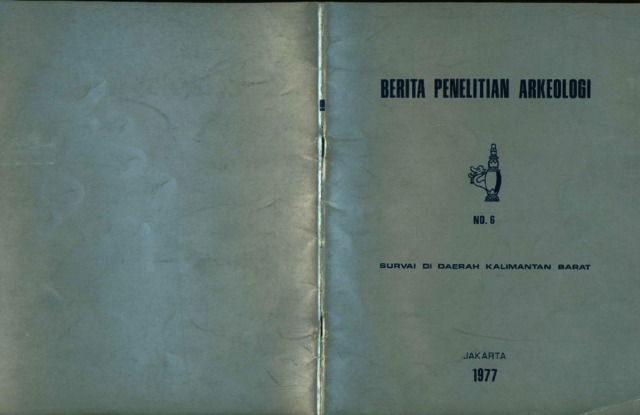 BERITA PENELITIAN ARKEOLOGI
NO. 6
SURVAI DI DAERAH KALIMANTAN BARAT
JAKARTA
1977